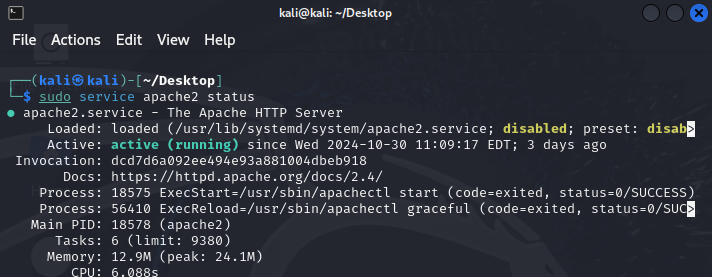 kali@kali: ~/Desktop
File Actions Edit View Help
┌──(kali㉿kali)-[~/Desktop]
└─$ sudo service apache2 status
● apache2.service - The Apache HTTP Server
Loaded: loaded (/usr/lib/systemd/system/apache2.service; disabled; preset: disab>
Active: active (running) since Wed 2024-10-30 11:09:17 EDT; 3 days ago
Invocation: dcd7d6a092ee494e93a881004dbeb918
Docs: https://httpd.apache.org/docs/2.4/
Process: 18575 ExecStart=/usr/sbin/apachectl start (code=exited, status=0/SUCCESS)
Process: 56410 ExecReload=/usr/sbin/apachectl graceful (code=exited, status=0/SUC>
Main PID: 18578 (apache2)
Tasks: 6 (limit: 9380)
Memory: 12.9M (peak: 24.1M)
CPU: 6.088s